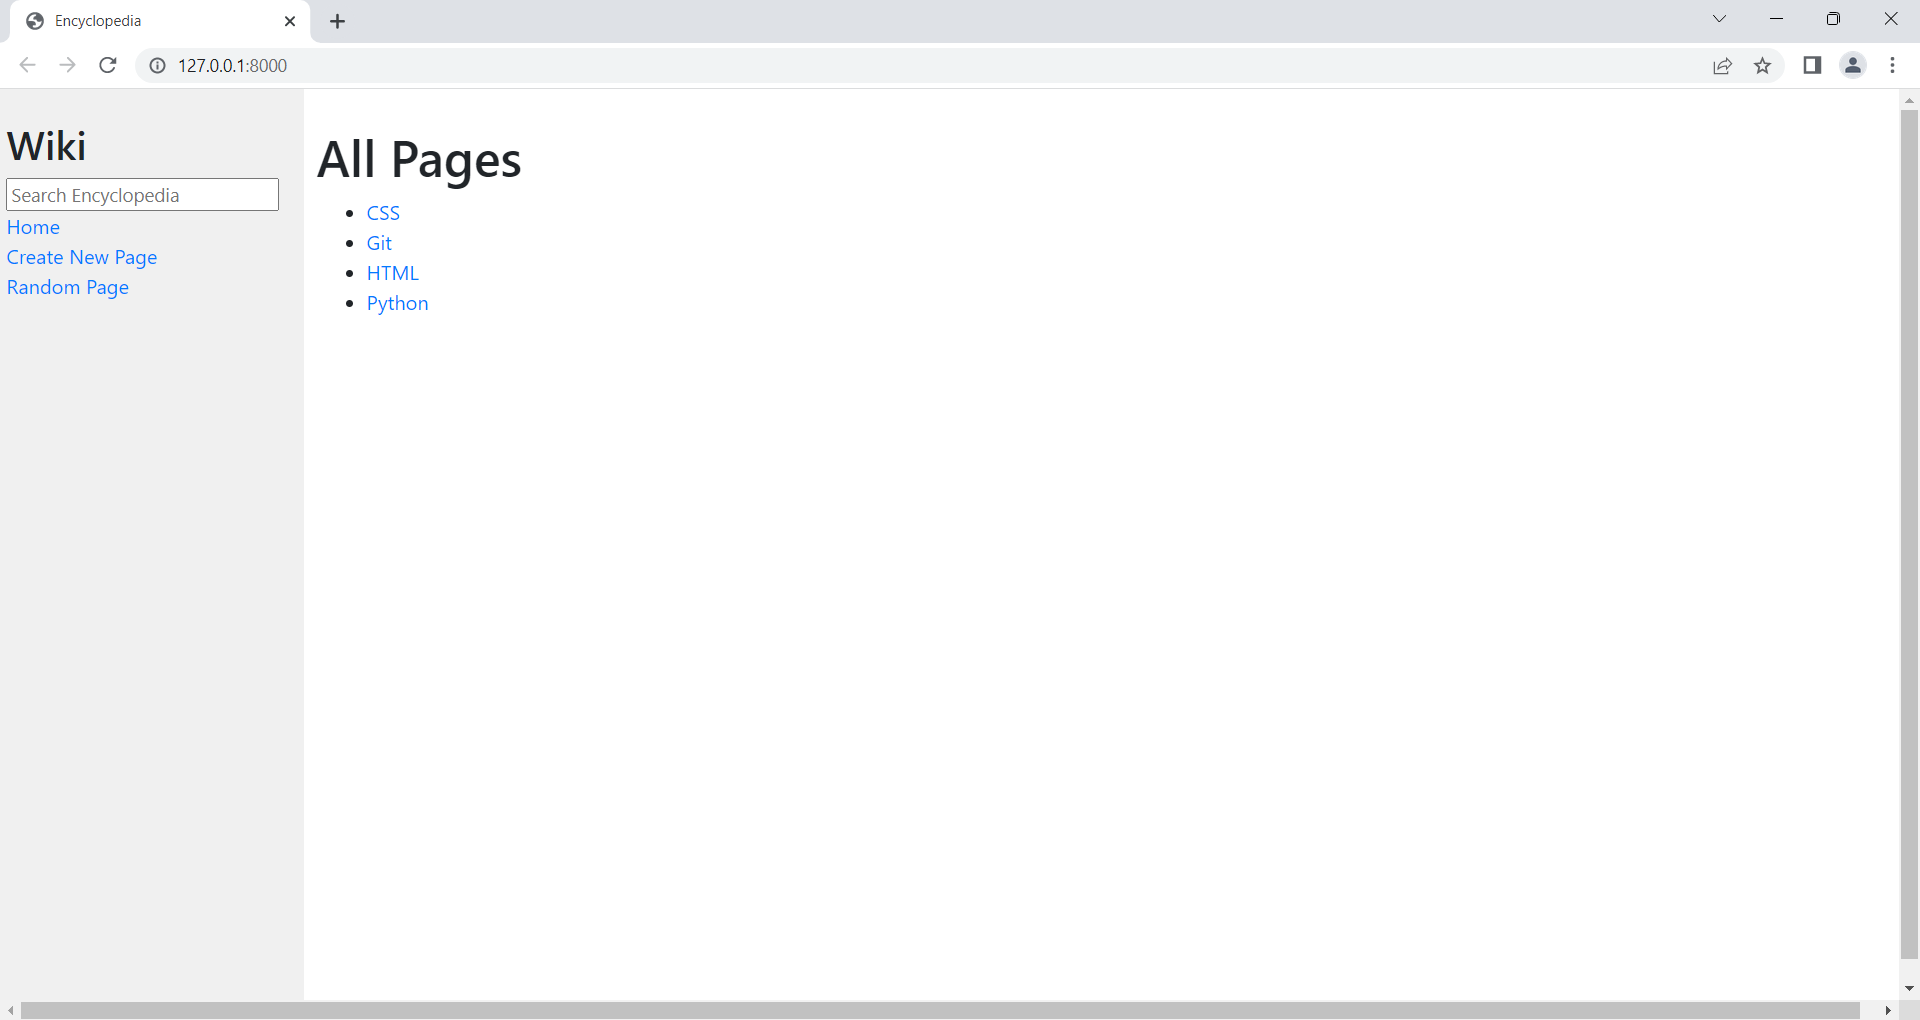 Encyclopedia
127.0.0.1:8000
Wiki
Search Encyclopedia
Home
Create New Page
Random Page
All Pages
CSS
Git
HTML
Python